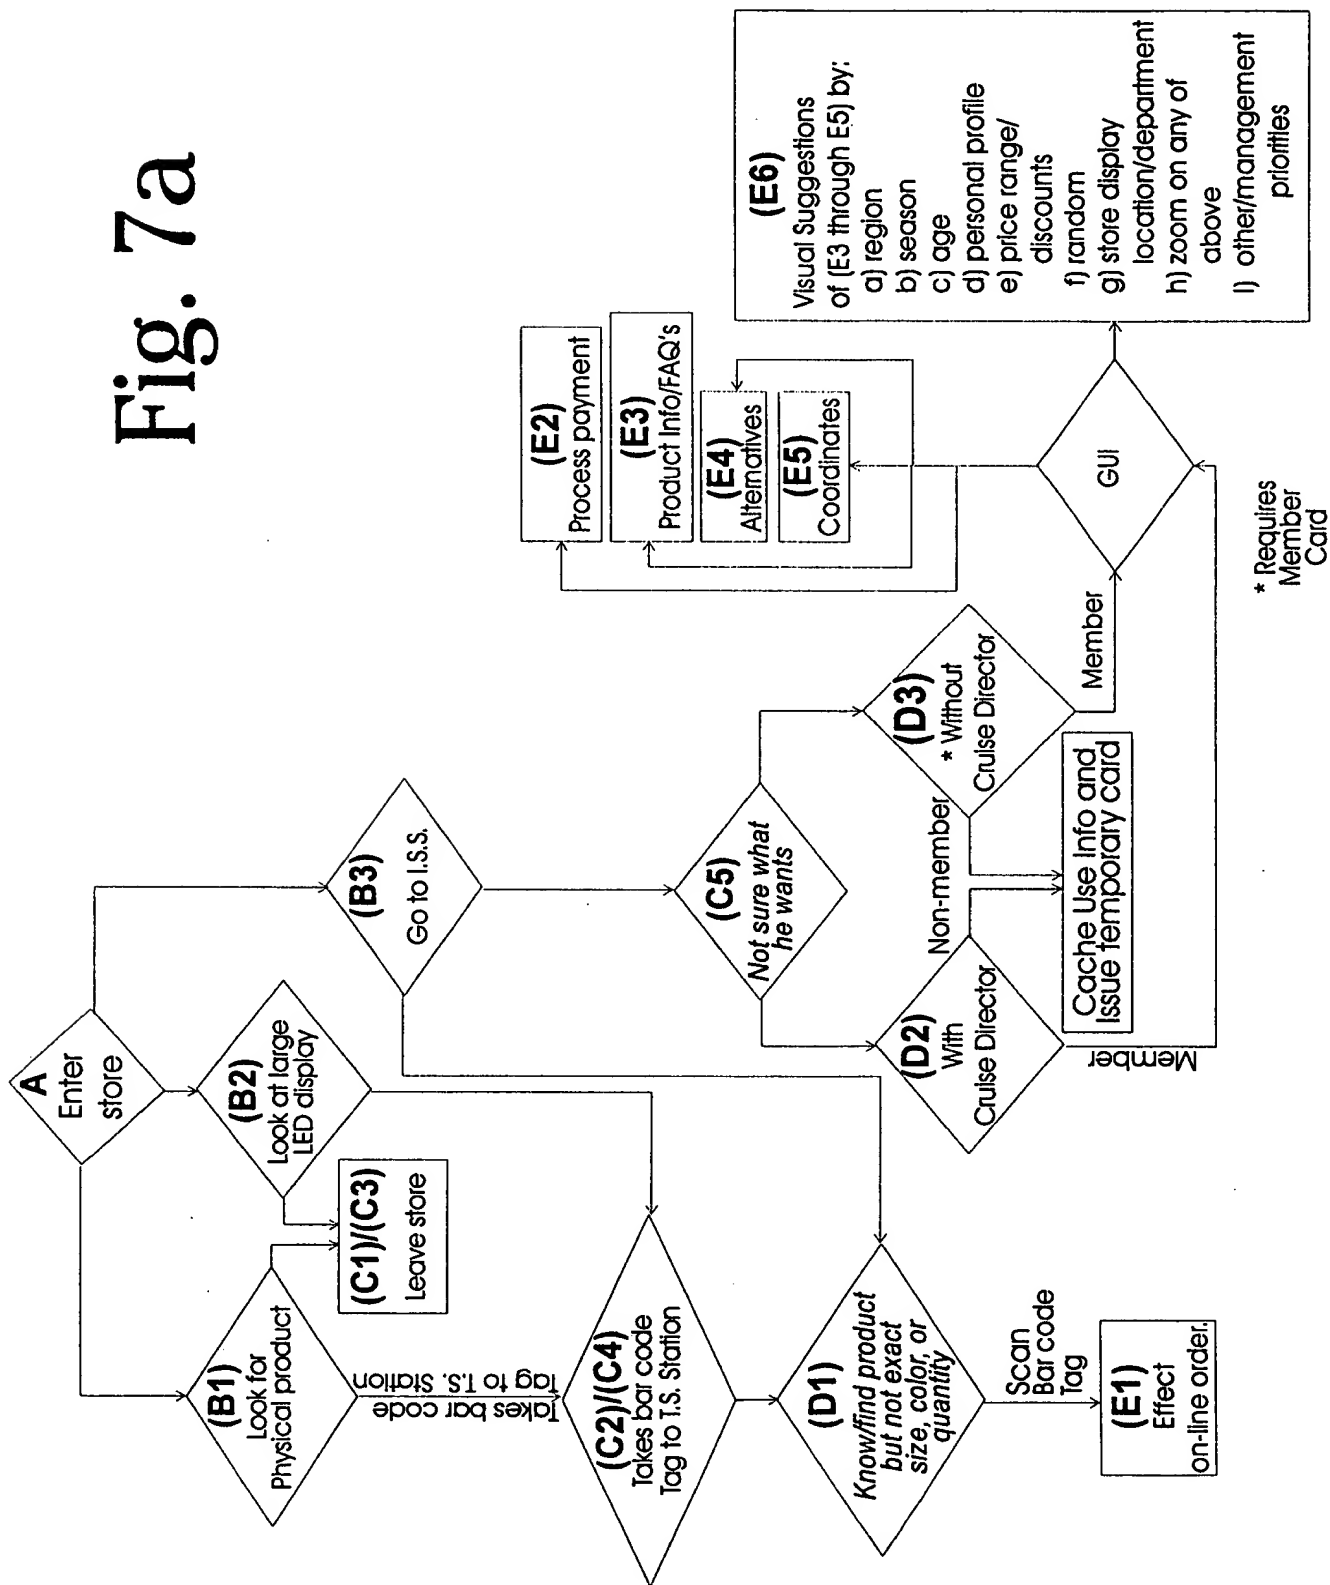 Fig. 7a
A
Enter
store
(B1)
Look for
Physical product
(B2)
Look at large
LED display
(B3)
Go to I.S.S.
(C1)/(C3)
Leave store
Takes bar code
Tag to T.S. Station
(C2)/(C4)
Takes bar code
Tag to T.S. Station
(C5)
Not sure what
he wants
(D1)
Know/find product
but not exact
size, color, or
quantity
(D2)
With
Cruise Director
Non-member
(D3)
* Without
Cruise Director
Cache Use Info and
Issue temporary card
Member
Member
Scan
Bar code
Tag
(E1)
Effect
on-line order.
GUI
* Requires
Member
Card
(E2)
Process payment
(E3)
Product Info/FAQ's
(E4)
Alternatives
(E5)
Coordinates
(E6)
Visual Suggestions
of (E3 through E5) by:
a) region
b) season
c) age
d) personal profile
e) price range/
discounts
f) random
g) store display
location/department
h) zoom on any of
above
I) other/management
priorities